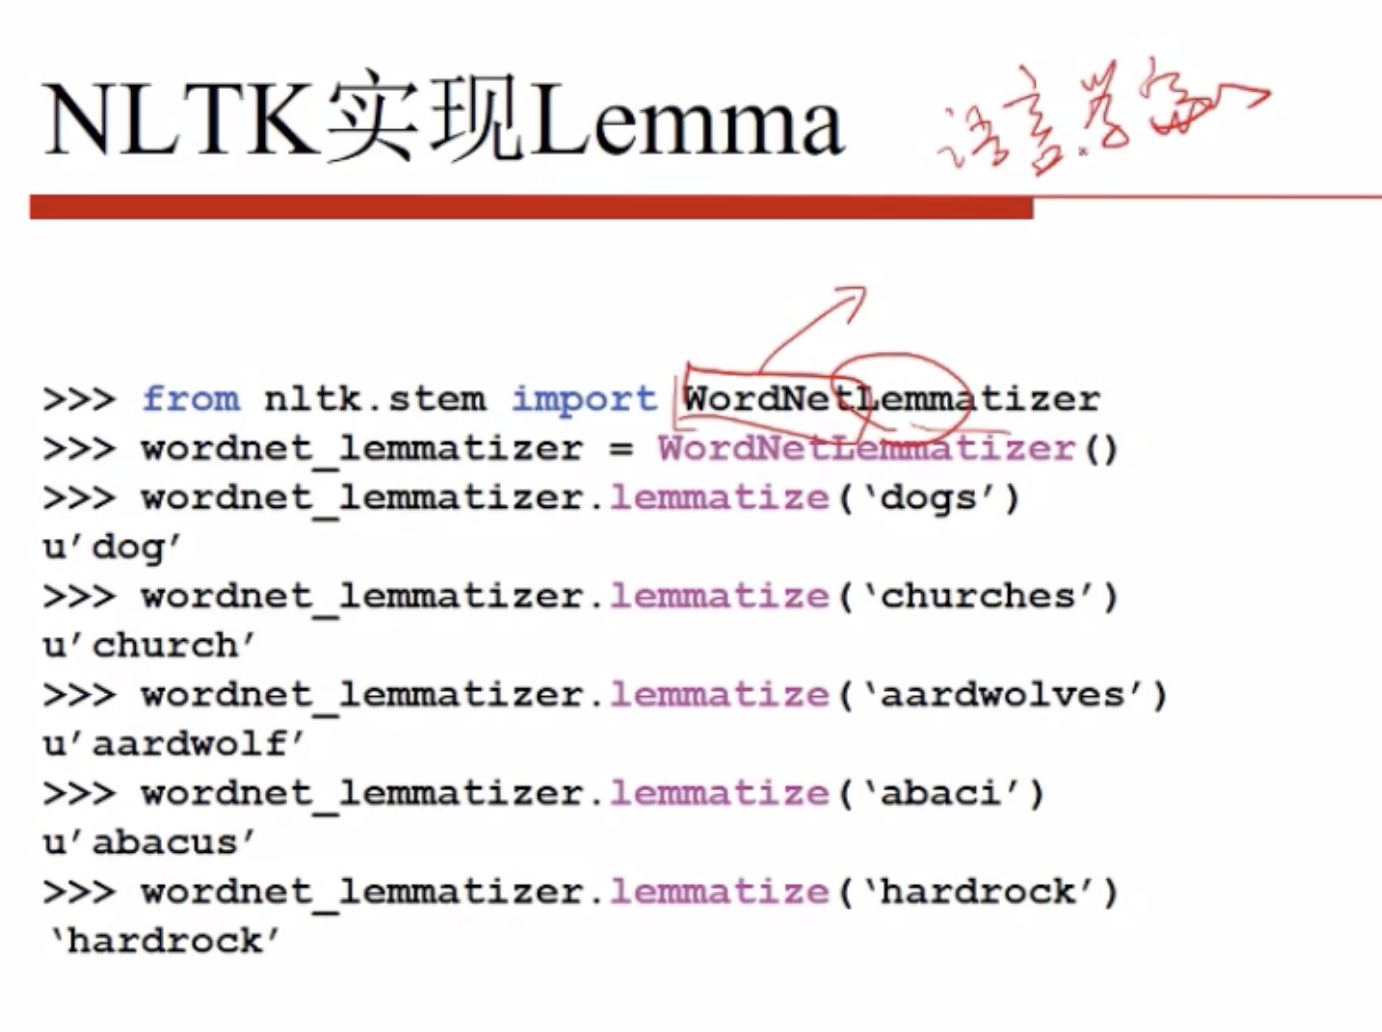 NLTK实现Lemma
语言学家
>>> from nltk.stem import WordNetLemmatizer
>>> wordnet_lemmatizer = WordNetLemmatizer()
>>> wordnet_lemmatizer.lemmatize(‘dogs’)
u’dog’
>>> wordnet_lemmatizer.lemmatize(‘churches’)
u’church’
>>> wordnet_lemmatizer.lemmatize(‘aardwolves’)
u’aardwolf’
>>> wordnet_lemmatizer.lemmatize(‘abaci’)
u’abacus’
>>> wordnet_lemmatizer.lemmatize(‘hardrock’)
‘hardrock’